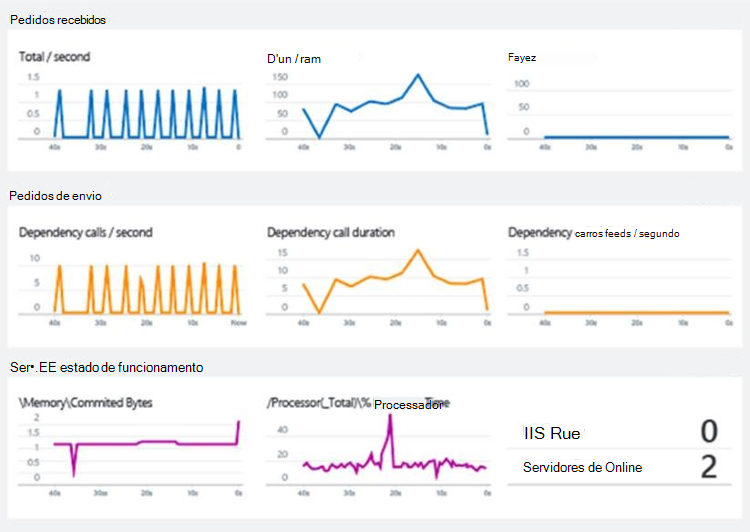 Pedidos recebidos
Total / second
1.5
1
0.5
0
40s 30s 20s 10s 0
D'un / ram
150
100
50
0
40s 30s 20s 10s 0s
Fayez
100
50
0
40s 30s 20s 10s 0s
Pedidos de envio
Dependency calls / second
10
5
0
40s 30s 20s 10s Now
Dependency call duration
15
10
5
0
40s 30s 20s 10s 0s
Dependency carros feeds / segundo
1.5
1
0.5
0
40s 30s 20s 10s 0s
Ser•.EE estado de funcionamento
\Memory\Commited Bytes
2
1.5
1
0.5
0
40s 30s 20s 10s 0s
/Processor(_Total)\% Processador Time
40
20
0
40s 30s 20s 10s 0s
IIS Rue 0
Servidores de Online 2